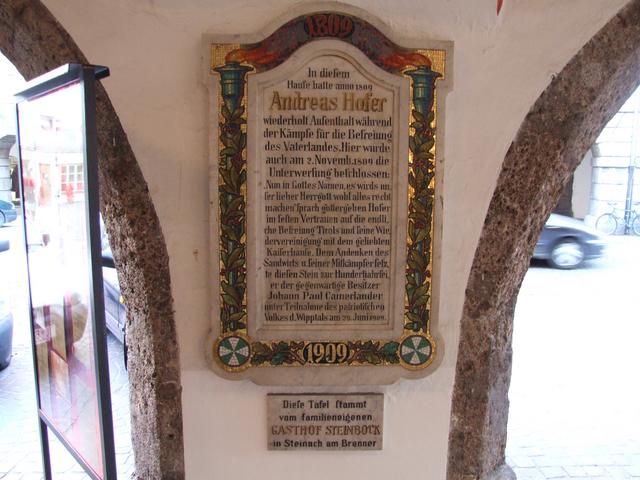 1809
In diesem
Hause hatte anno 1809
Andreas Hofer
wiederholt Aufenthalt während
der Kämpfe für die Befreiung
des Vaterlandes. Hier wurde
auch am 2. Novemb. 1809 die
Unterwerfung beschlossen:
„Nun in Gottes Namen, es wirds un-
ser lieber Herrgott wohl alles recht
machen" sprach gottergeben Hofer
im festen Vertrauen auf die endli-
che Befreiung Tirols und seine Wie-
dervereinigung mit dem geliebten
Kaiserhause. Dem Andenken des
Sandwirts u. seiner Mitkämpfer setz-
te diesen Stein zur Hundertjahrfei-
er der gegenwärtige Besitzer
Johann Paul Camerlander
unter Teilnahme des patriotischen
Volkes d. Wipptals am 29. Juni 1909.
1909
Diese Tafel stammt
vom familieneigenen
GASTHOF STEINBOCK
in Steinach am Brenner